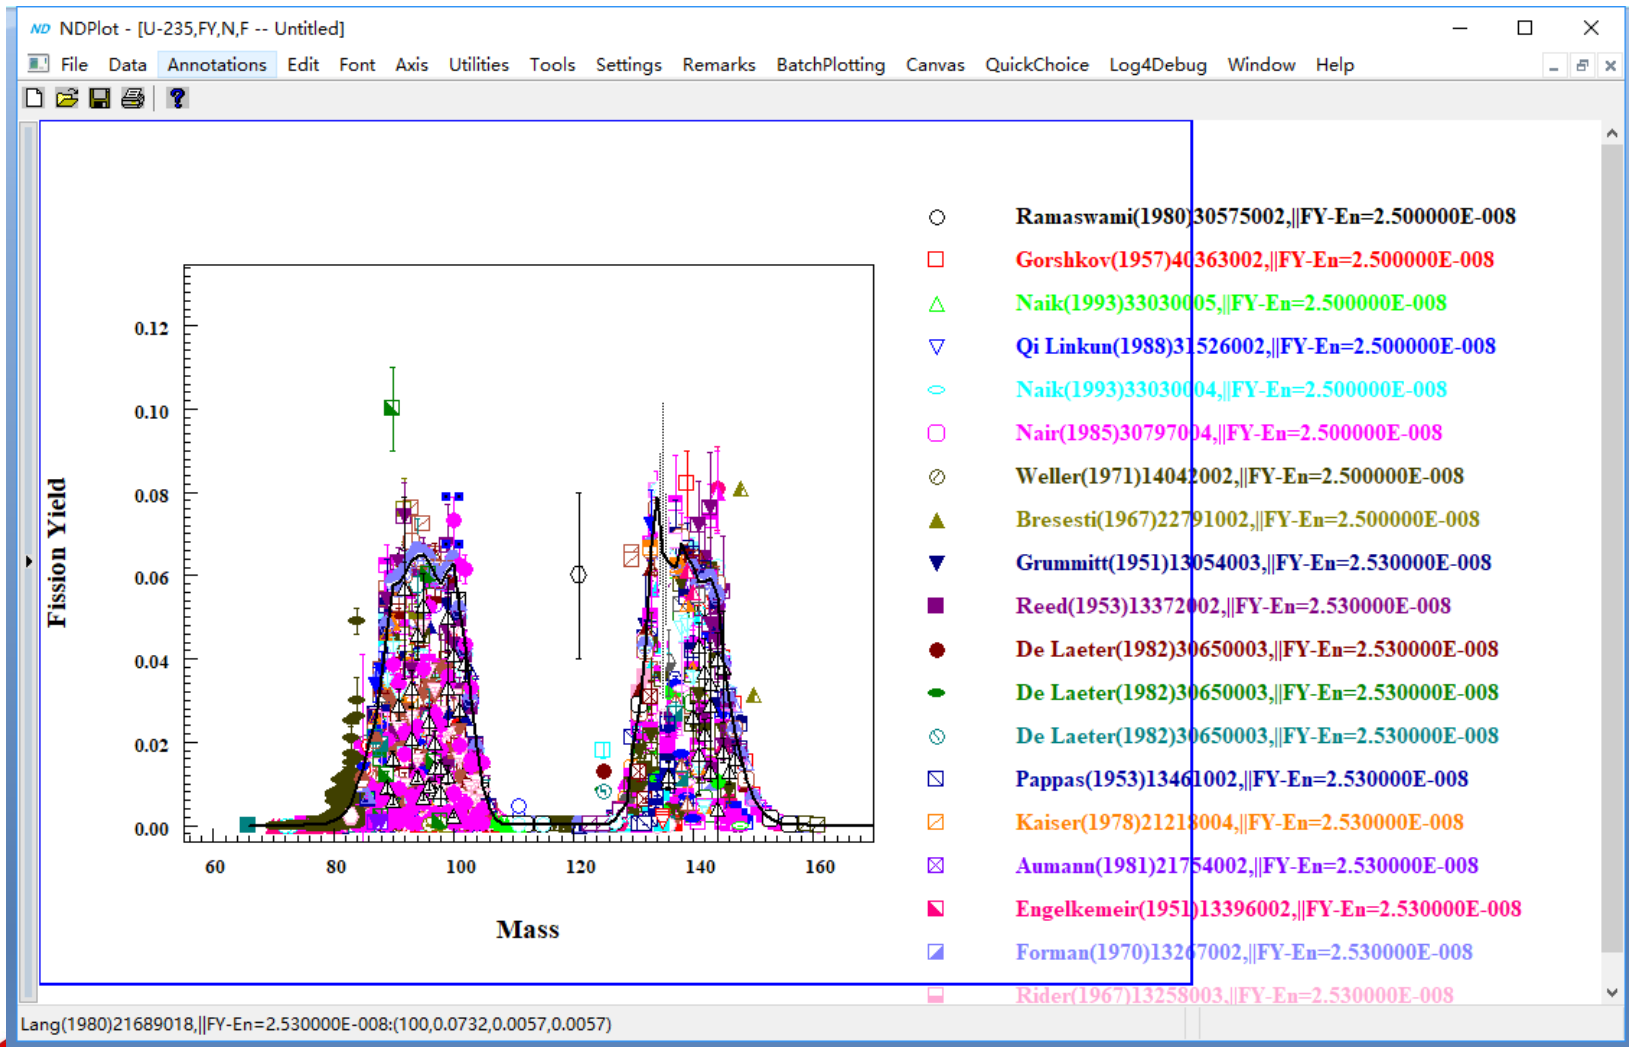 ND NDPlot - [U-235,FY,N,F -- Untitled]
File Data Annotations Edit Font Axis Utilities Tools Settings Remarks BatchPlotting Canvas QuickChoice Log4Debug Window Help
Ramaswami(1980)30575002,||FY-En=2.500000E-008
Gorshkov(1957)40363002,||FY-En=2.500000E-008
Naik(1993)33030005,||FY-En=2.500000E-008
Qi Linkun(1988)31526002,||FY-En=2.500000E-008
Naik(1993)33030004,||FY-En=2.500000E-008
Nair(1985)30797004,||FY-En=2.500000E-008
Weller(1971)14042002,||FY-En=2.500000E-008
Bresesti(1967)22791002,||FY-En=2.500000E-008
Grummitt(1951)13054003,||FY-En=2.530000E-008
Reed(1953)13372002,||FY-En=2.530000E-008
De Laeter(1982)30650003,||FY-En=2.530000E-008
De Laeter(1982)30650003,||FY-En=2.530000E-008
De Laeter(1982)30650003,||FY-En=2.530000E-008
Pappas(1953)13461002,||FY-En=2.530000E-008
Kaiser(1978)21218004,||FY-En=2.530000E-008
Aumann(1981)21754002,||FY-En=2.530000E-008
Engelkemeir(1951)13396002,||FY-En=2.530000E-008
Forman(1970)13267002,||FY-En=2.530000E-008
Rider(1967)13258003,||FY-En=2.530000E-008
Fission Yield
0.12
0.10
0.08
0.06
0.04
0.02
0.00
60 80 100 120 140 160
Mass
Lang(1980)21689018,||FY-En=2.530000E-008:(100,0.0732,0.0057,0.0057)